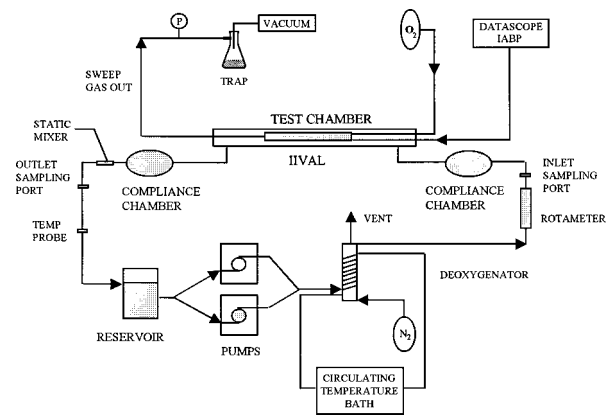 P
VACUUM
TRAP
SWEEP
GAS OUT
O2
DATASCOPE
IABP
STATIC
MIXER
TEST CHAMBER
IIVAL
OUTLET
SAMPLING
PORT
COMPLIANCE
CHAMBER
COMPLIANCE
CHAMBER
INLET
SAMPLING
PORT
TEMP
PROBE
VENT
ROTAMETER
DEOXYGENATOR
RESERVOIR
PUMPS
N2
CIRCULATING
TEMPERATURE
BATH